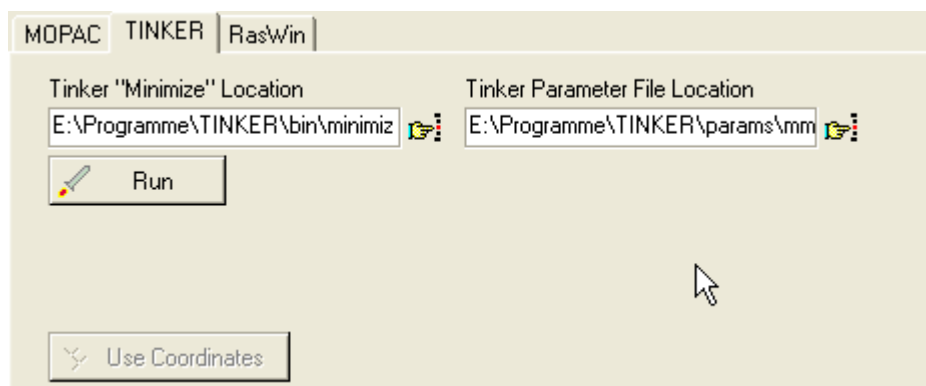 MOPAC TINKER RasWin
Tinker "Minimize" Location Tinker Parameter File Location
E:\Programme\TINKER\bin\minimiz E:\Programme\TINKER\params\mm
Run
Use Coordinates